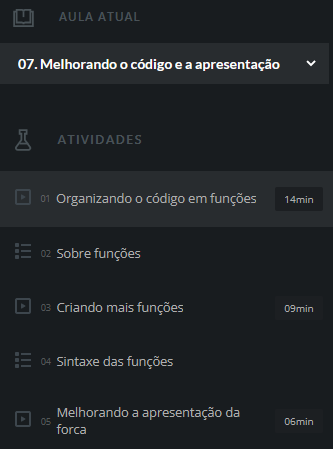 AULA ATUAL
07. Melhorando o código e a apresentação
ATIVIDADES
01 Organizando o código em funções 14min
02 Sobre funções
03 Criando mais funções 09min
04 Sintaxe das funções
05 Melhorando a apresentação da 06min
forca